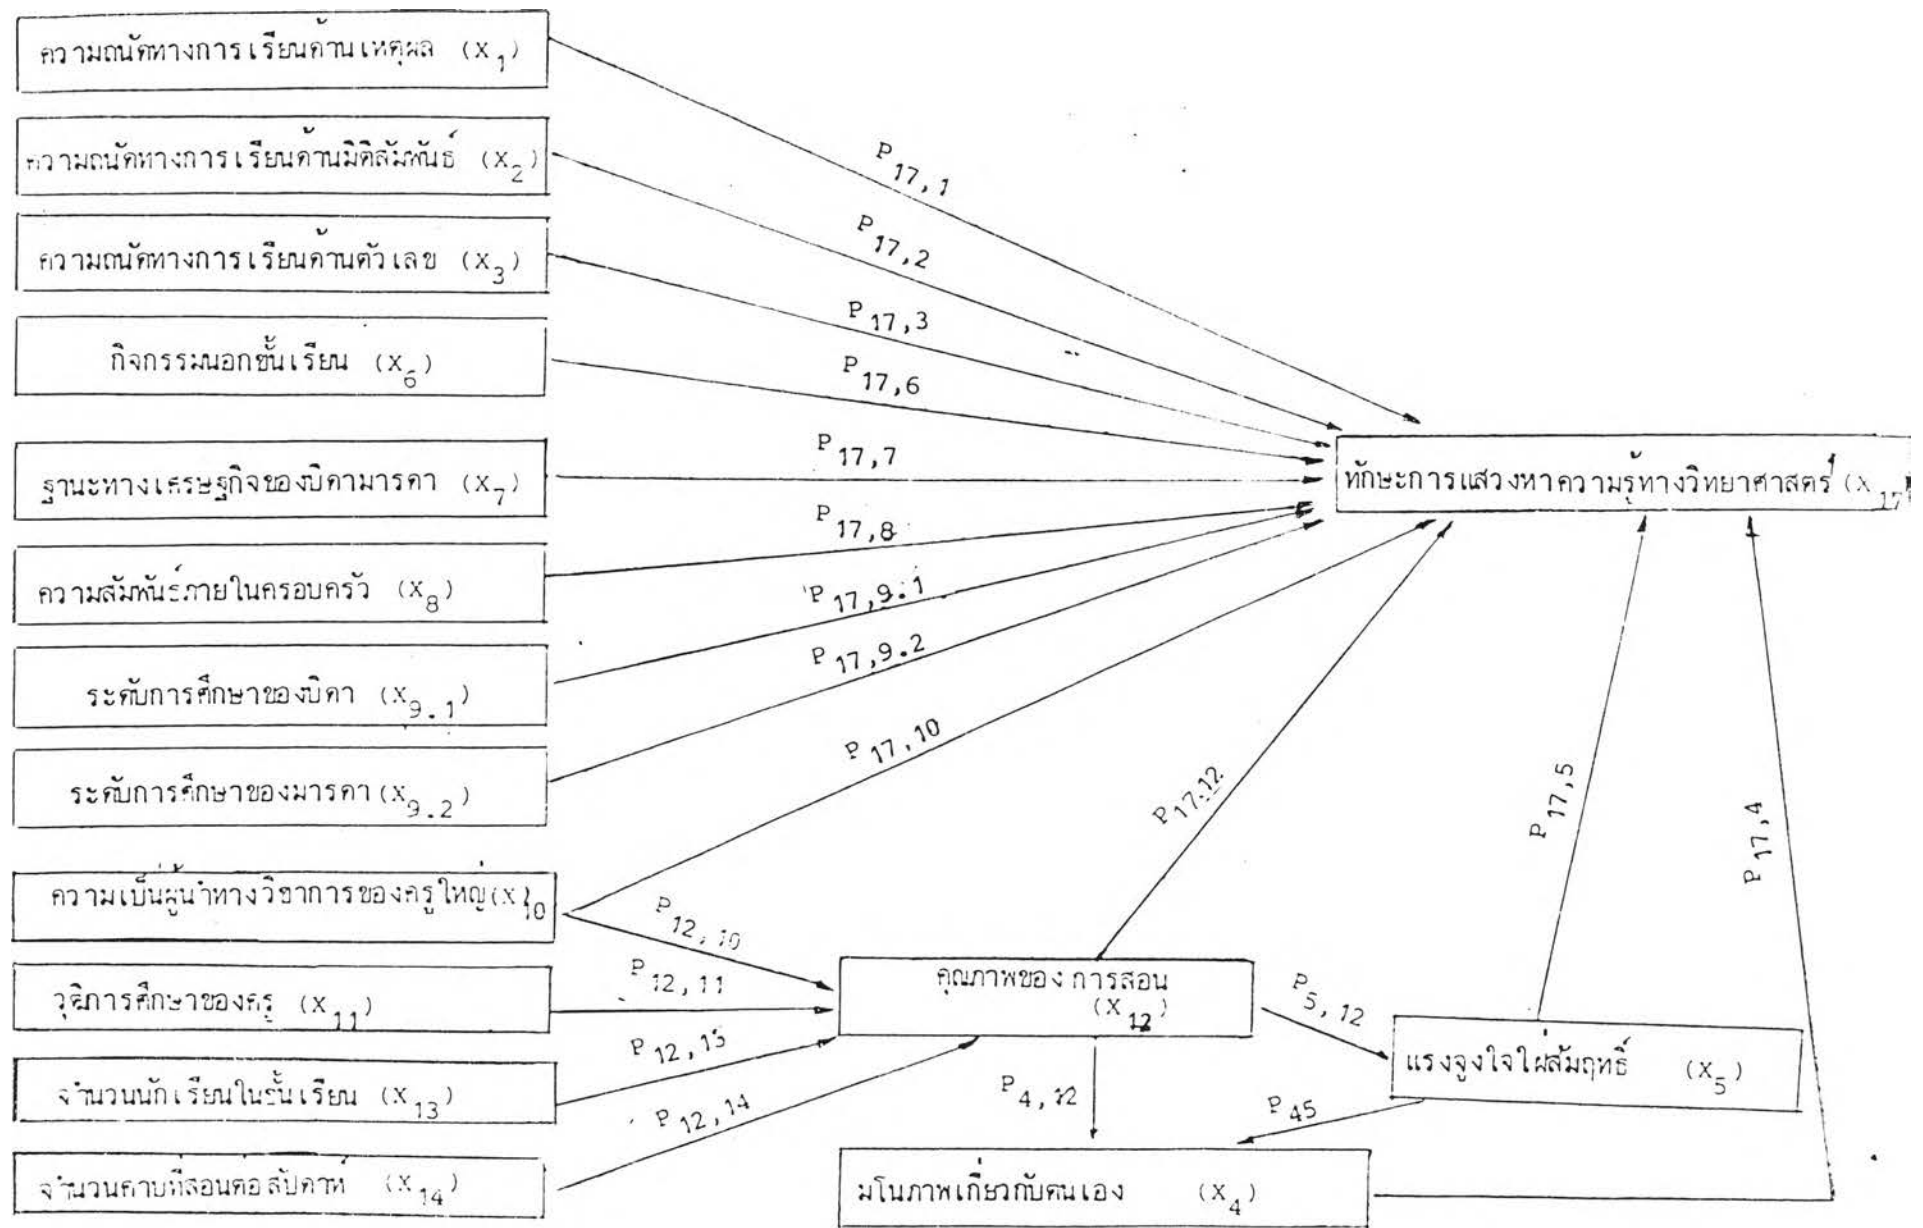 ความถนัดทางการเรียนด้านเหตุผล (X1)
ความถนัดทางการเรียนด้านมิติสัมพันธ์ (X2)
ความถนัดทางการเรียนด้านตัวเลข (X3)
กิจกรรมนอกชั้นเรียน (X6)
ฐานะทางเศรษฐกิจของบิดามารดา (X7)
ความสัมพันธ์ภายในครอบครัว (X8)
ระดับการศึกษาของบิดา (X9.1)
ระดับการศึกษาของมารดา (X9.2)
ความเป็นผู้นำทางวิชาการของครูใหญ่ (X)10
วุฒิการศึกษาของครู (X11)
จำนวนนักเรียนในชั้นเรียน (X13)
จำนวนคาบที่สอนต่อสัปดาห์ (X14)
P17,1
P17,2
P17,3
P17,6
P17,7
P17,8
P17,9.1
P17,9.2
P17,10
P17,12
P17,5
P17,4
ทักษะการแสวงหาความรู้ทางวิทยาศาสตร์ (X17)
P12,10
P12,11
P12,13
P12,14
คุณภาพของการสอน
(X12)
P5,12
P4,12
P45
แรงจูงใจใฝ่สัมฤทธิ์ (X5)
มโนภาพเกี่ยวกับตนเอง (X4)